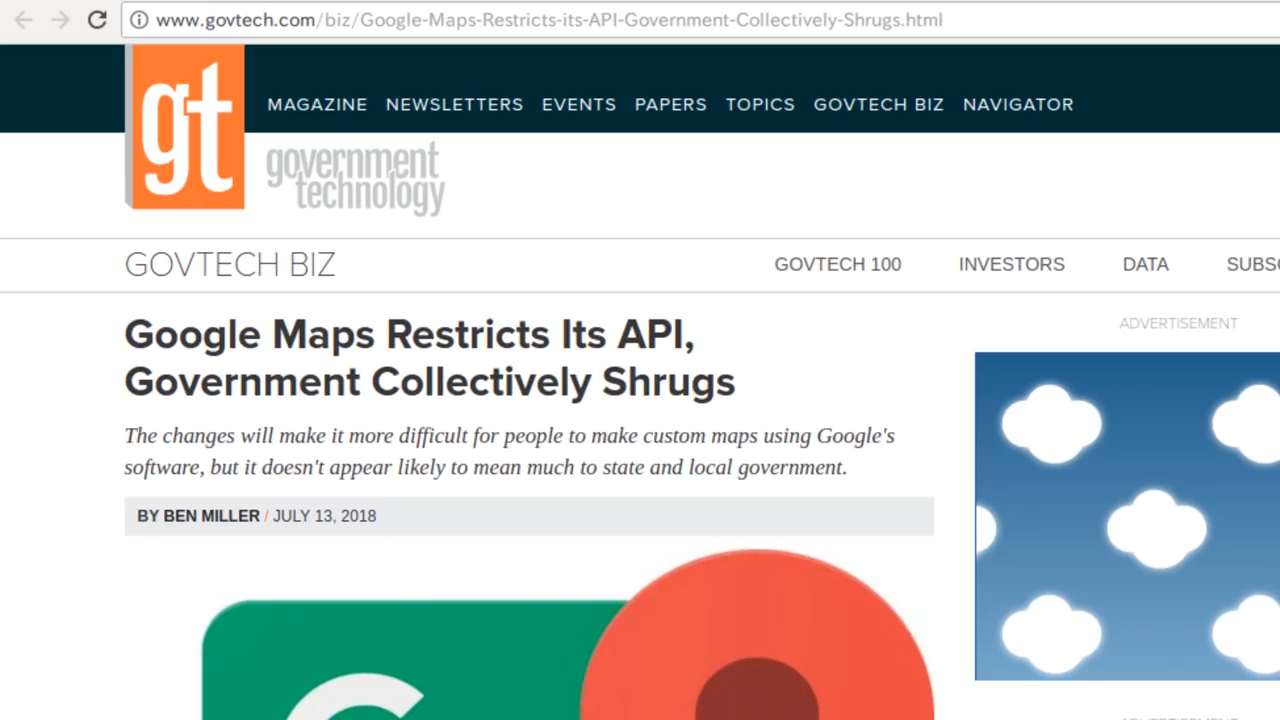 www.govtech.com/biz/Google-Maps-Restricts-its-API-Government-Collectively-Shrugs.html
gt
MAGAZINE NEWSLETTERS EVENTS PAPERS TOPICS GOVTECH BIZ NAVIGATOR
government
technology
GOVTECH BIZ
GOVTECH 100 INVESTORS DATA
Google Maps Restricts Its API,
Government Collectively Shrugs
ADVERTISEMENT
The changes will make it more difficult for people to make custom maps using Google's
software, but it doesn't appear likely to mean much to state and local government.
BY BEN MILLER / JULY 13, 2018